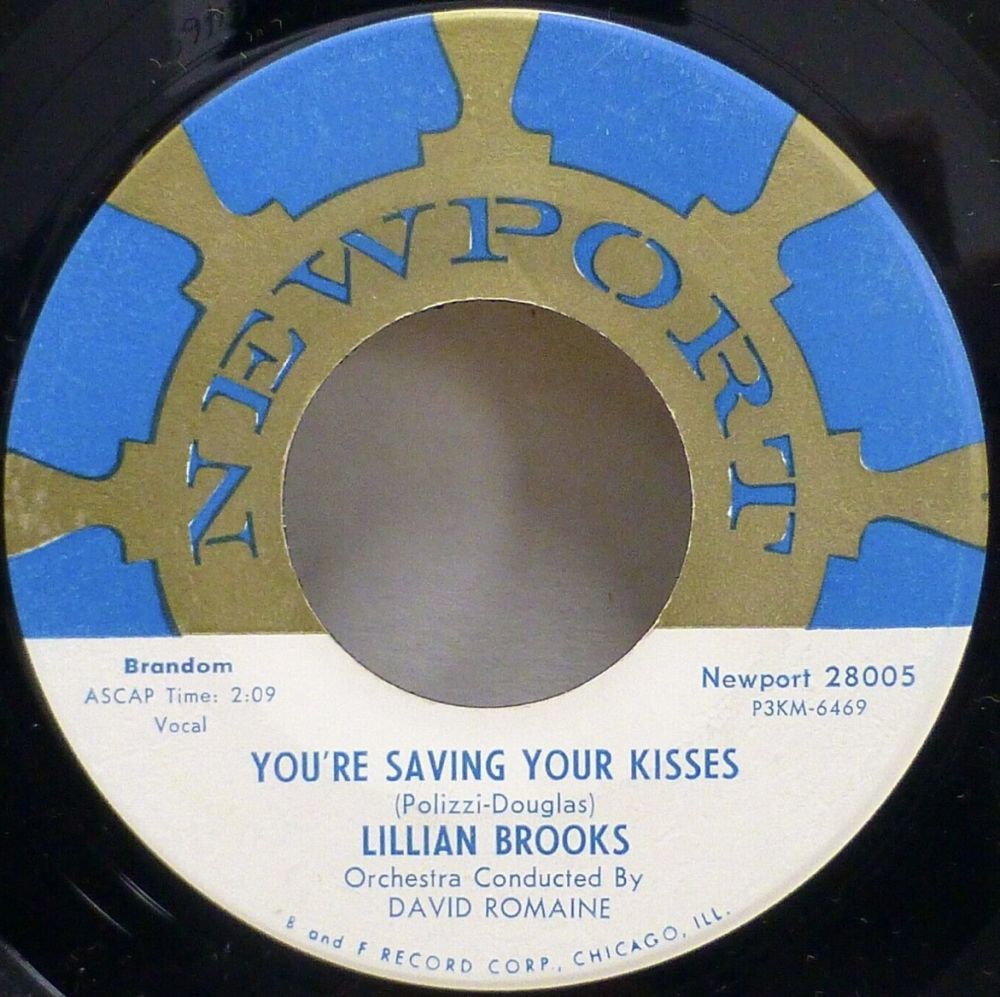 NEWPORT
Brandom
ASCAP Time: 2:09
Vocal
Newport 28005
P3KM-6469
YOU'RE SAVING YOUR KISSES
(Polizzi-Douglas)
LILLIAN BROOKS
Orchestra Conducted By
DAVID ROMAINE
B and F RECORD CORP., CHICAGO, ILL.